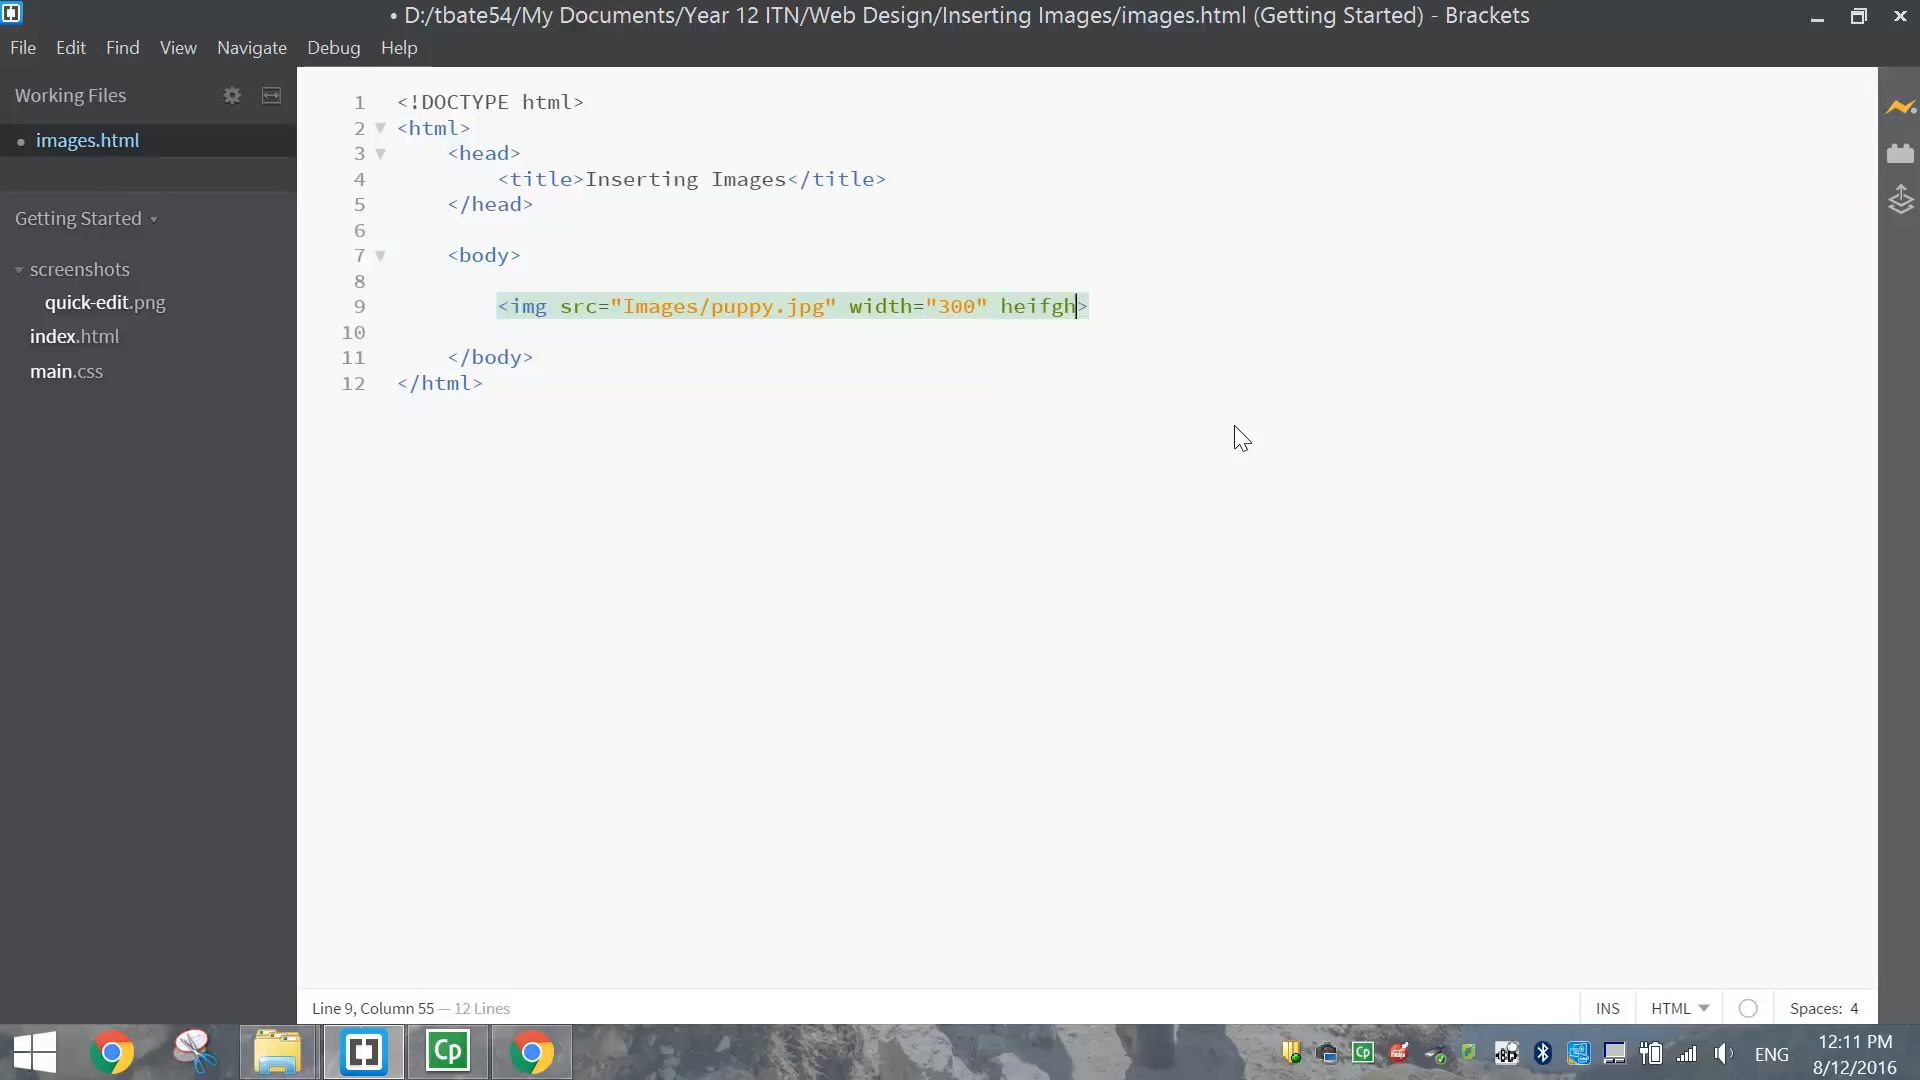 • D:/tbate54/My Documents/Year 12 ITN/Web Design/Inserting Images/images.html (Getting Started) - Brackets
File Edit Find View Navigate Debug Help
Working Files
images.html
Getting Started
screenshots
quick-edit.png
index.html
main.css
1 <!DOCTYPE html>
2 <html>
3 <head>
4 <title>Inserting Images</title>
5 </head>
6
7 <body>
8
9 <img src="Images/puppy.jpg" width="300" heifgh>
10
11 </body>
12 </html>
Line 9, Column 55 — 12 Lines
INS HTML Spaces: 4
Cp
Cp
ENG
12:11 PM
8/12/2016